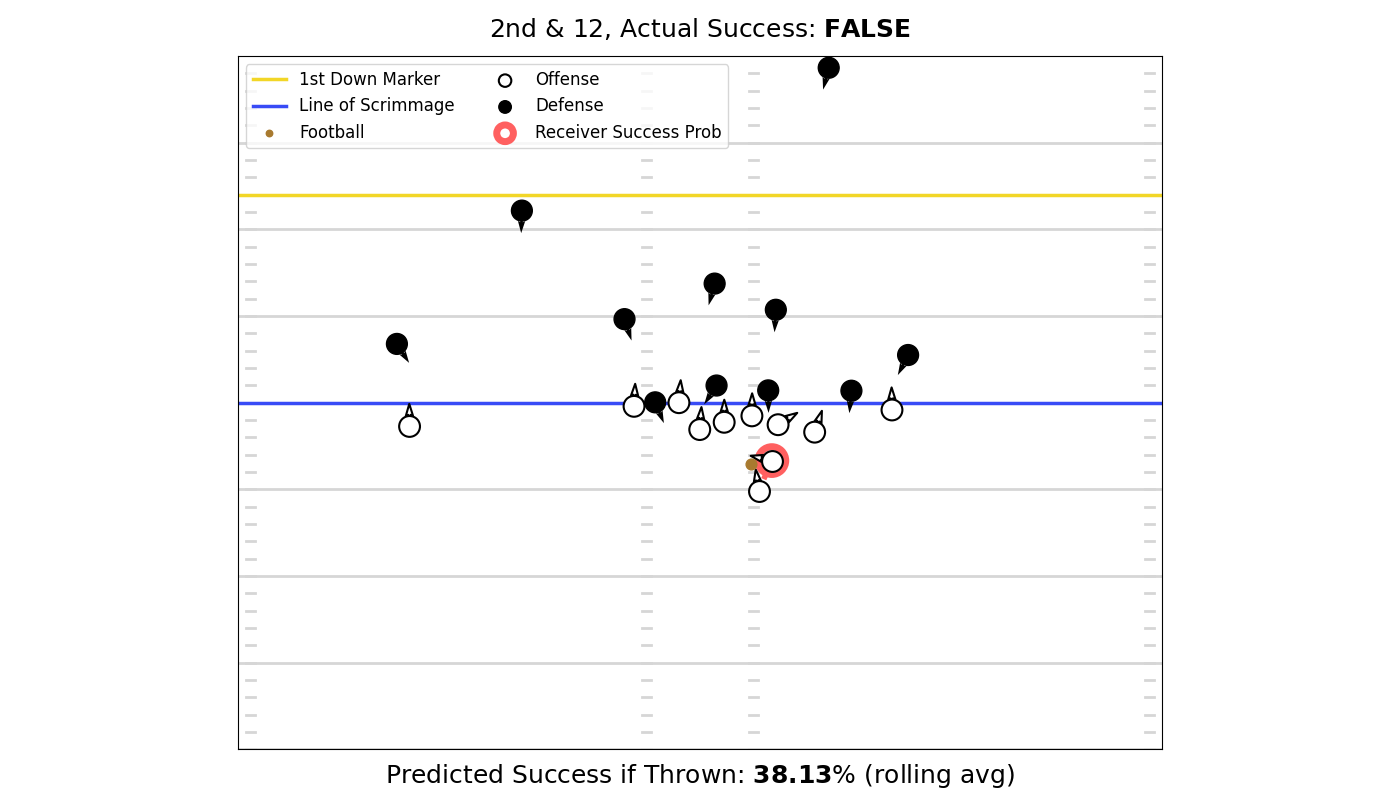 2nd & 12, Actual Success: FALSE
1st Down Marker
Line of Scrimmage
Football
Offense
Defense
Receiver Success Prob
Predicted Success if Thrown: 38.13% (rolling avg)